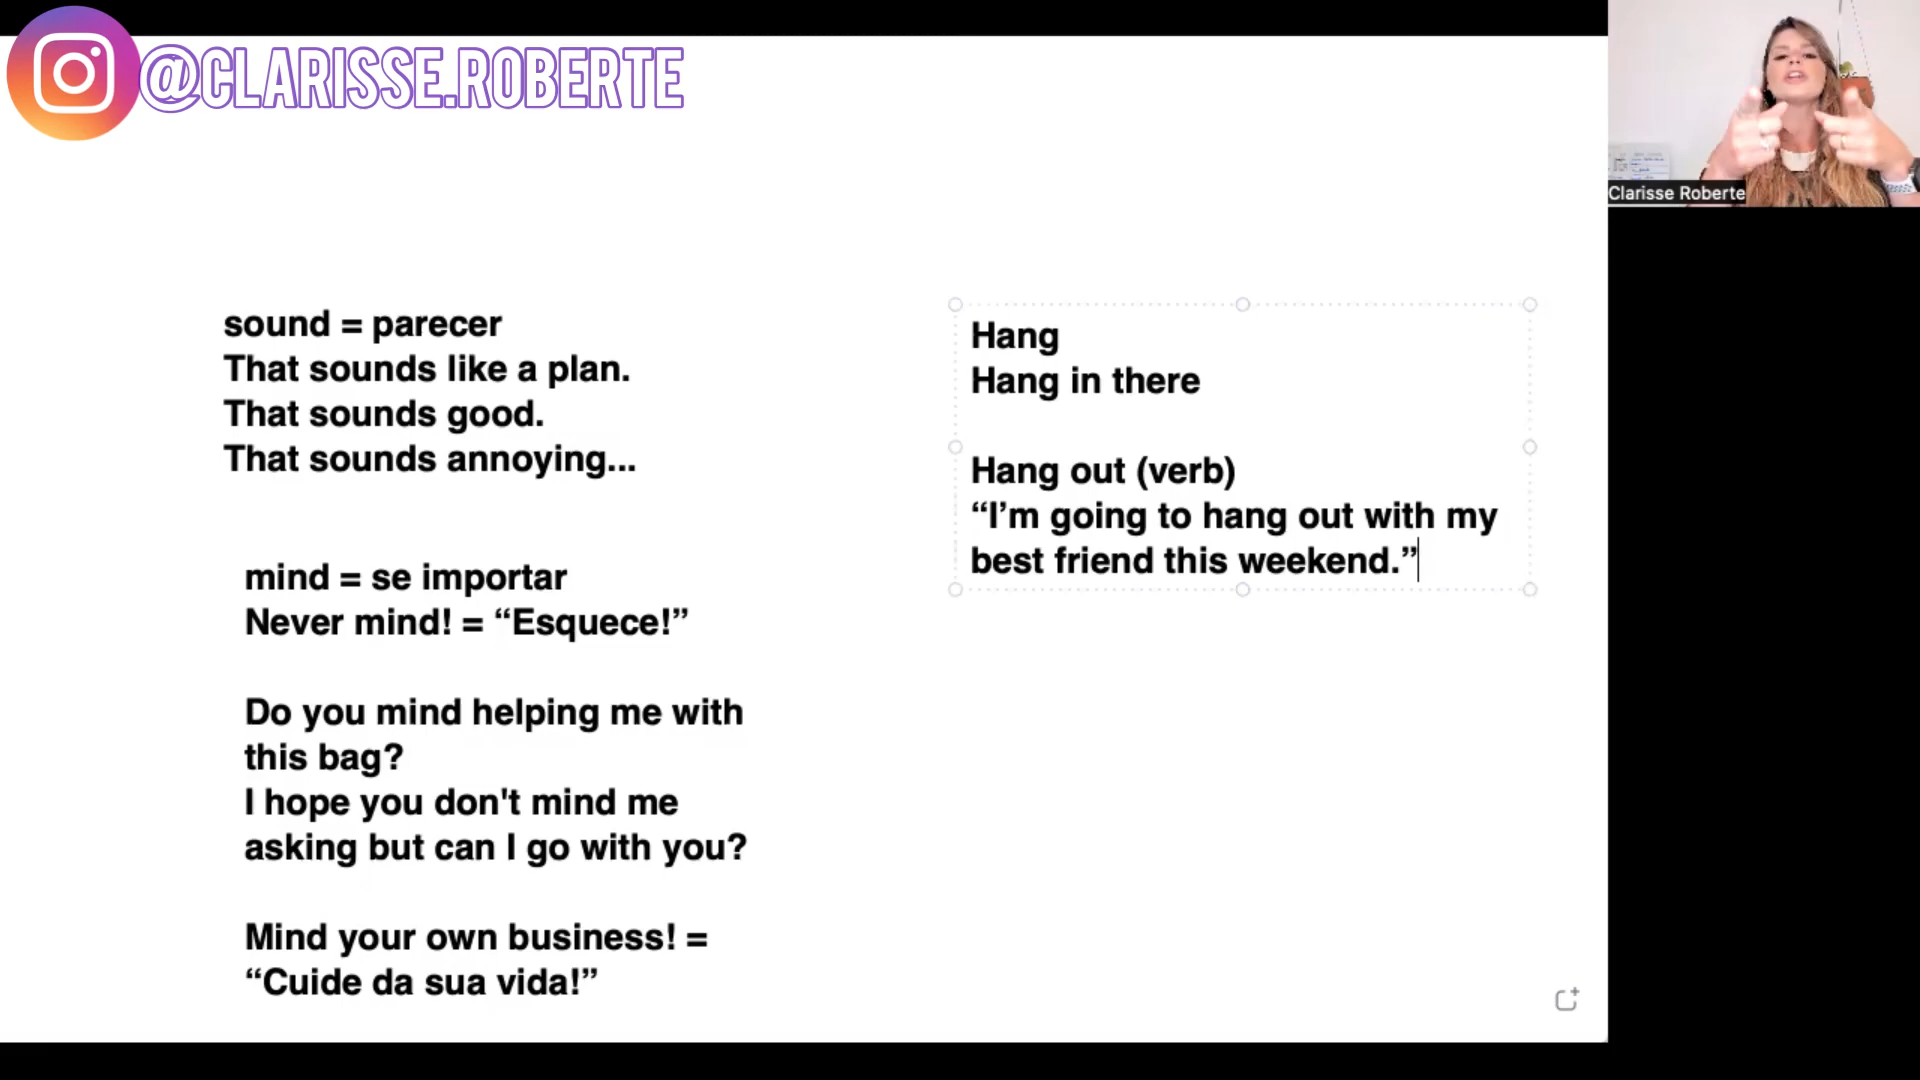 @CLARISSE.ROBERTE
Clarisse Roberte
sound = parecer
That sounds like a plan.
That sounds good.
That sounds annoying...
mind = se importar
Never mind! = “Esquece!”
Do you mind helping me with
this bag?
I hope you don't mind me
asking but can I go with you?
Mind your own business! =
“Cuide da sua vida!”
Hang
Hang in there
Hang out (verb)
“I’m going to hang out with my
best friend this weekend.”